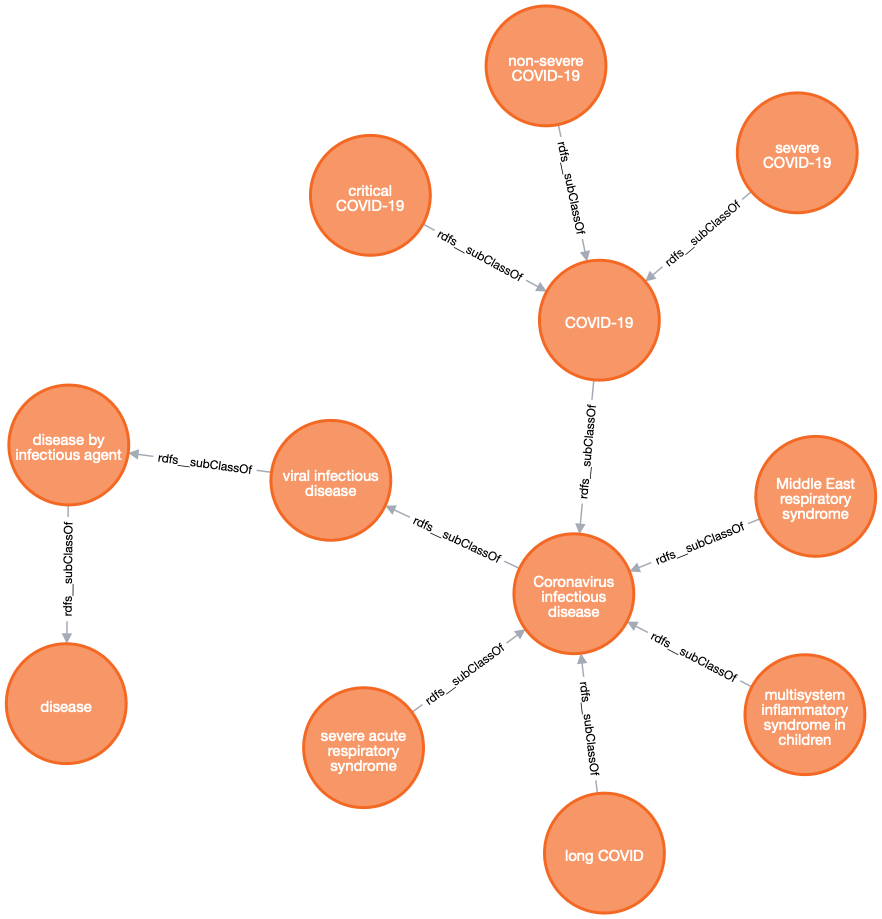 non-severe
COVID-19
severe
COVID-19
critical
COVID-19
rdfs__subClassOf
rdfs__subClassOf
rdfs__subClassOf
COVID-19
rdfs__subClassOf
disease by
infectious agent
rdfs__subClassOf
viral infectious
disease
Middle East
respiratory
syndrome
rdfs__subClassOf
rdfs__subClassOf
rdfs__subClassOf
Coronavirus
infectious
disease
disease
rdfs__subClassOf
rdfs__subClassOf
rdfs__subClassOf
severe acute
respiratory
syndrome
multisystem
inflammatory
syndrome in
children
long COVID